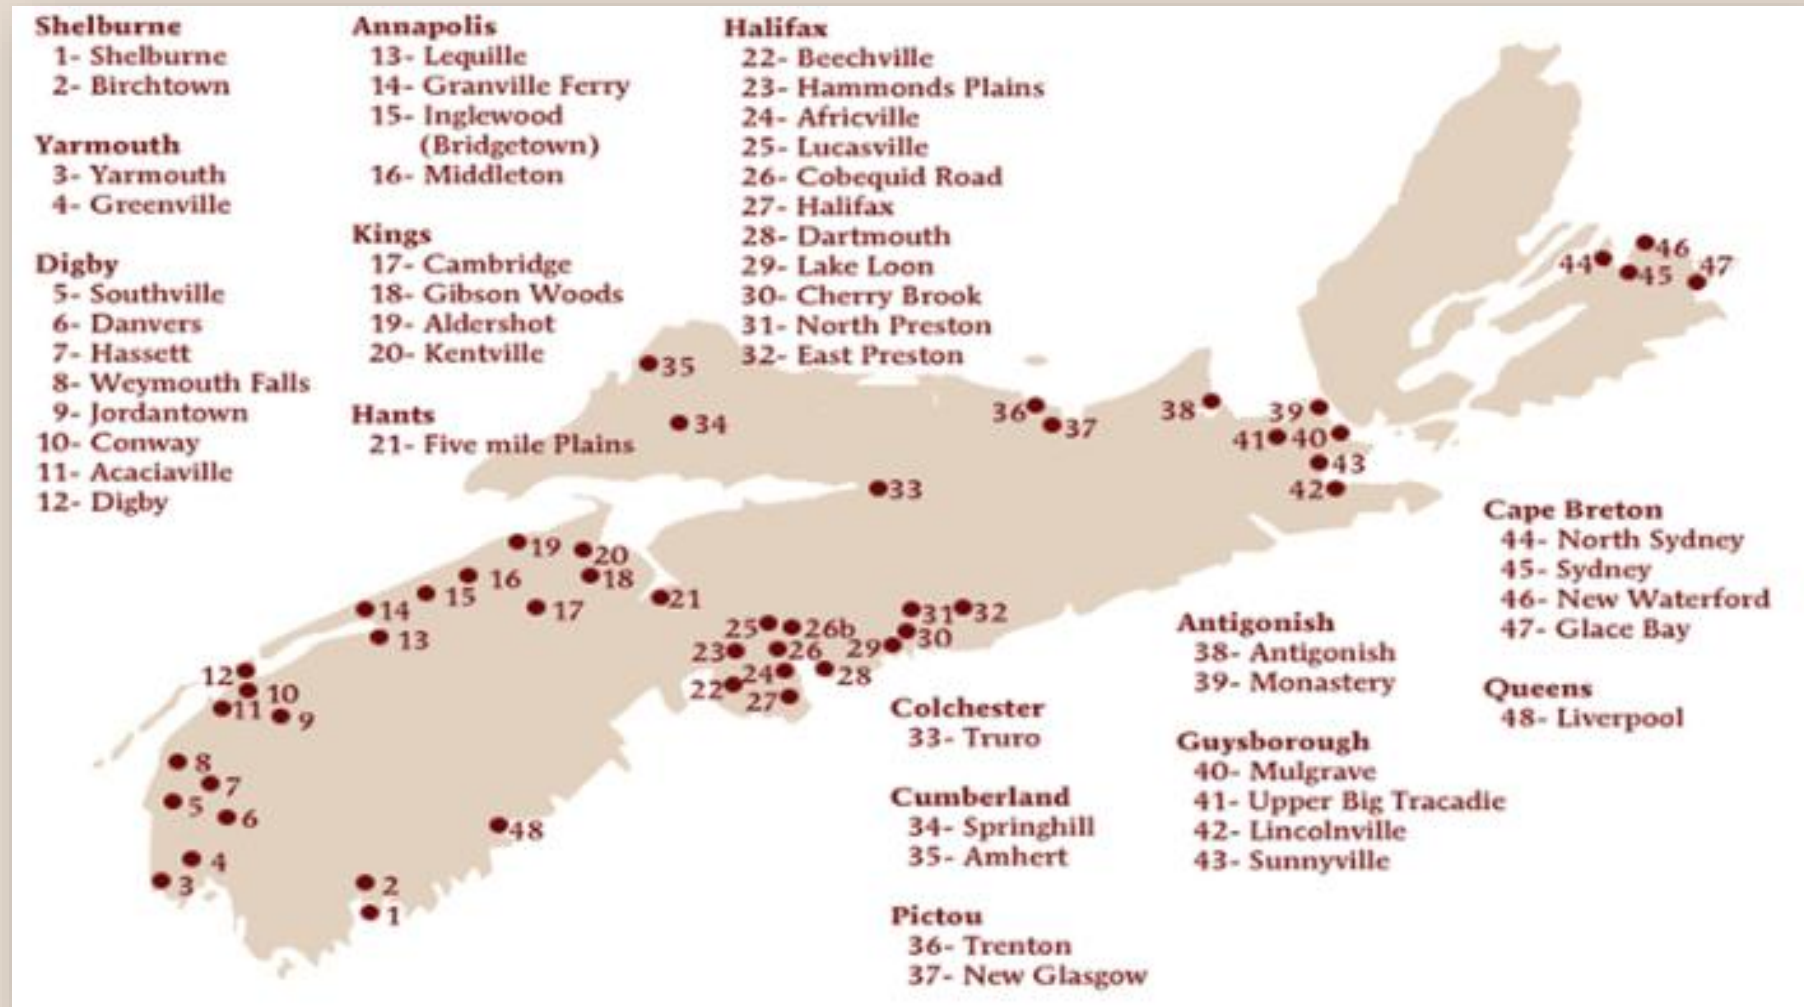 Shelburne
1- Shelburne
2- Birchtown
Yarmouth
3- Yarmouth
4- Greenville
Digby
5- Southville
6- Danvers
7- Hassett
8- Weymouth Falls
9- Jordantown
10- Conway
11- Acaciaville
12- Digby
Annapolis
13- Lequille
14- Granville Ferry
15- Inglewood
(Bridgetown)
16- Middleton
Kings
17- Cambridge
18- Gibson Woods
19- Aldershot
20- Kentville
Hants
21- Five mile Plains
Halifax
22- Beechville
23- Hammonds Plains
24- Africville
25- Lucasville
26- Cobequid Road
27- Halifax
28- Dartmouth
29- Lake Loon
30- Cherry Brook
31- North Preston
32- East Preston
Colchester
33- Truro
Cumberland
34- Springhill
35- Amhert
Pictou
36- Trenton
37- New Glasgow
Antigonish
38- Antigonish
39- Monastery
Guysborough
40- Mulgrave
41- Upper Big Tracadie
42- Lincolnville
43- Sunnyville
Cape Breton
44- North Sydney
45- Sydney
46- New Waterford
47- Glace Bay
Queens
48- Liverpool
46
44
45
47
35
34
36
37
38
39
41
40
43
42
33
19
20
16
18
15
14
17
21
13
31
32
25
26b
30
23
26
29
24
28
22
27
12
10
11
9
8
7
5
6
4
3
48
2
1